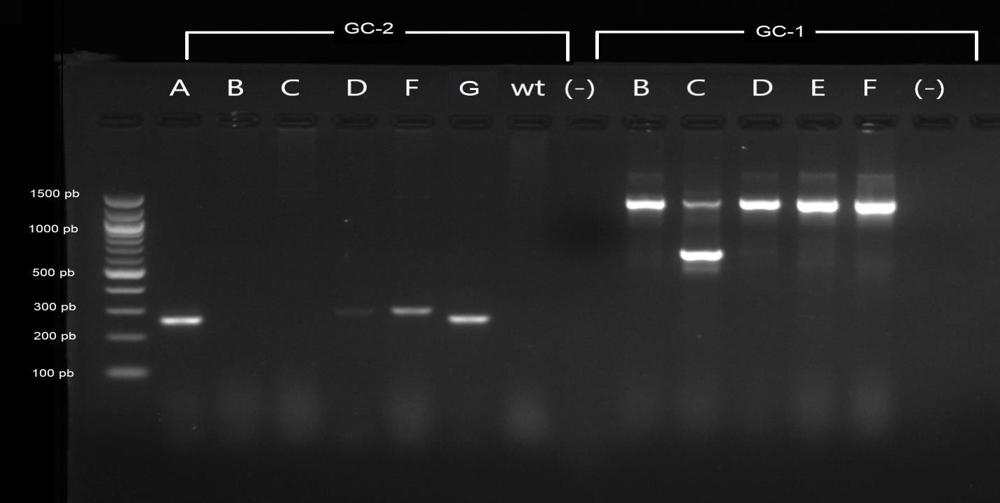 GC-2 GC-1
A B C D F G wt (-) B C D E F (-)
1500 pb
1000 pb
500 pb
300 pb
200 pb
100 pb